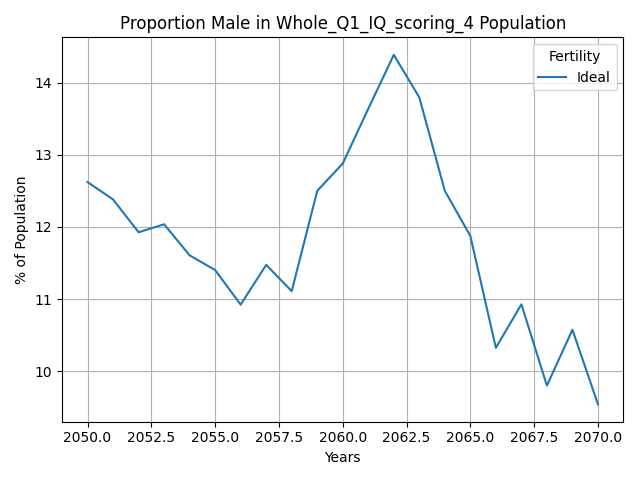 Proportion Male in Whole_Q1_IQ_scoring_4 Population
Fertility
Ideal
% of Population
14
13
12
11
10
2050.0 2052.5 2055.0 2057.5 2060.0 2062.5 2065.0 2067.5 2070.0
Years